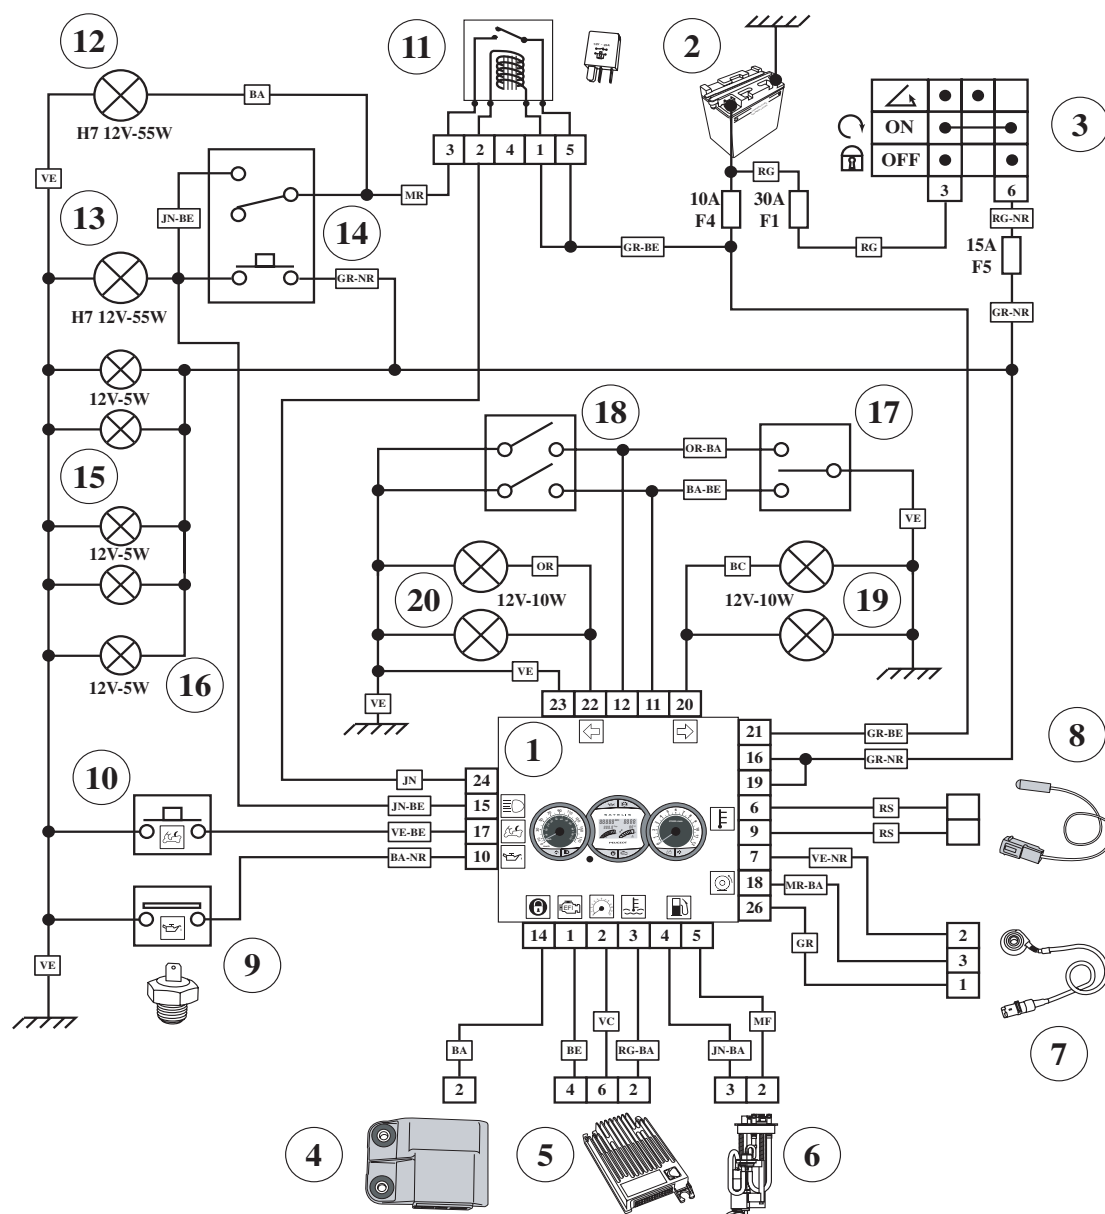 12
11
2
3
BA
H7 12V-55W
3 2 4 1 5
ON
OFF
3 6
VE
13
JN-BE
14
MR
RG
10A
F4
30A
F1
RG-NR
15A
F5
GR-BE
RG
H7 12V-55W
GR-NR
GR-NR
12V-5W
15
18
17
OR-BA
BA-BE
VE
12V-5W
20
OR
12V-10W
BC
12V-10W
19
12V-5W
16
VE
VE
23 22 12 11 20
1
21
GR-BE
16
GR-NR
19
8
10
JN
24
JN-BE
15
VE-BE
17
BA-NR
10
6
RS
9
RS
7
VE-NR
18
MR-BA
26
GR
SATELIS
PEUGEOT
EFI
14 1 2 3 4 5
2
3
1
VE
9
7
BA
BE
VC
RG-BA
JN-BA
MF
2
4 6 2
3 2
4
5
6